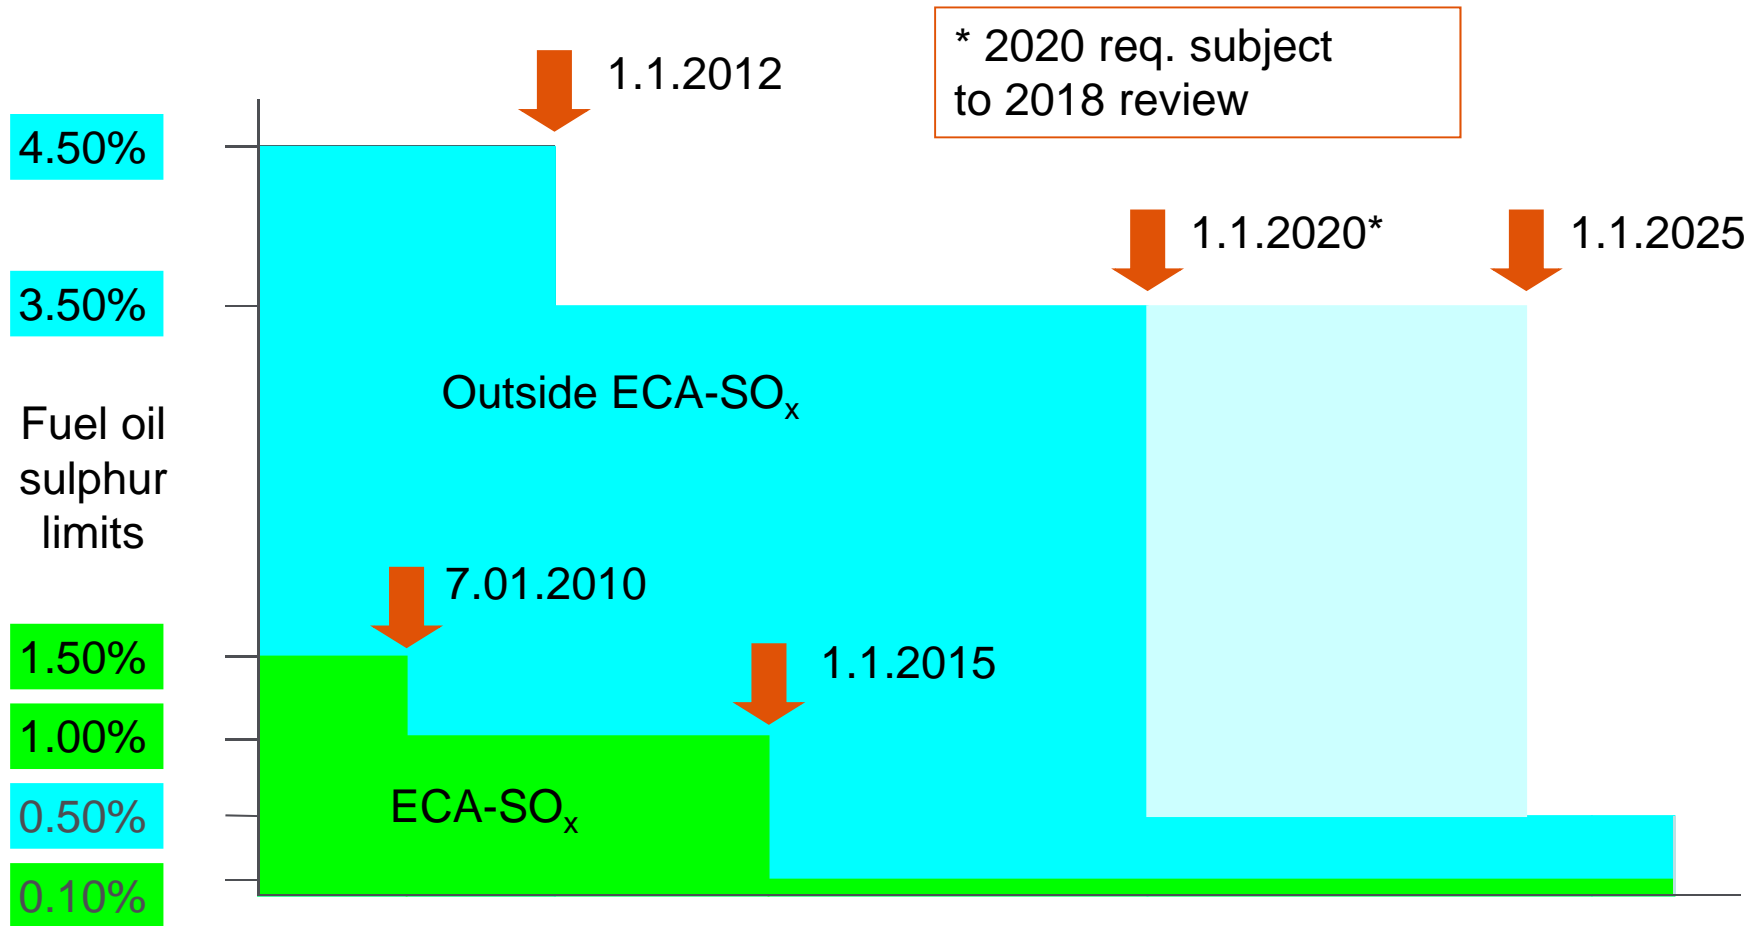 * 2020 req. subject
to 2018 review
1.1.2012
4.50%
1.1.2020*
1.1.2025
3.50%
Outside ECA-SOx
Fuel oil
sulphur
limits
7.01.2010
1.50%
1.1.2015
1.00%
ECA-SOx
0.50%
0.10%